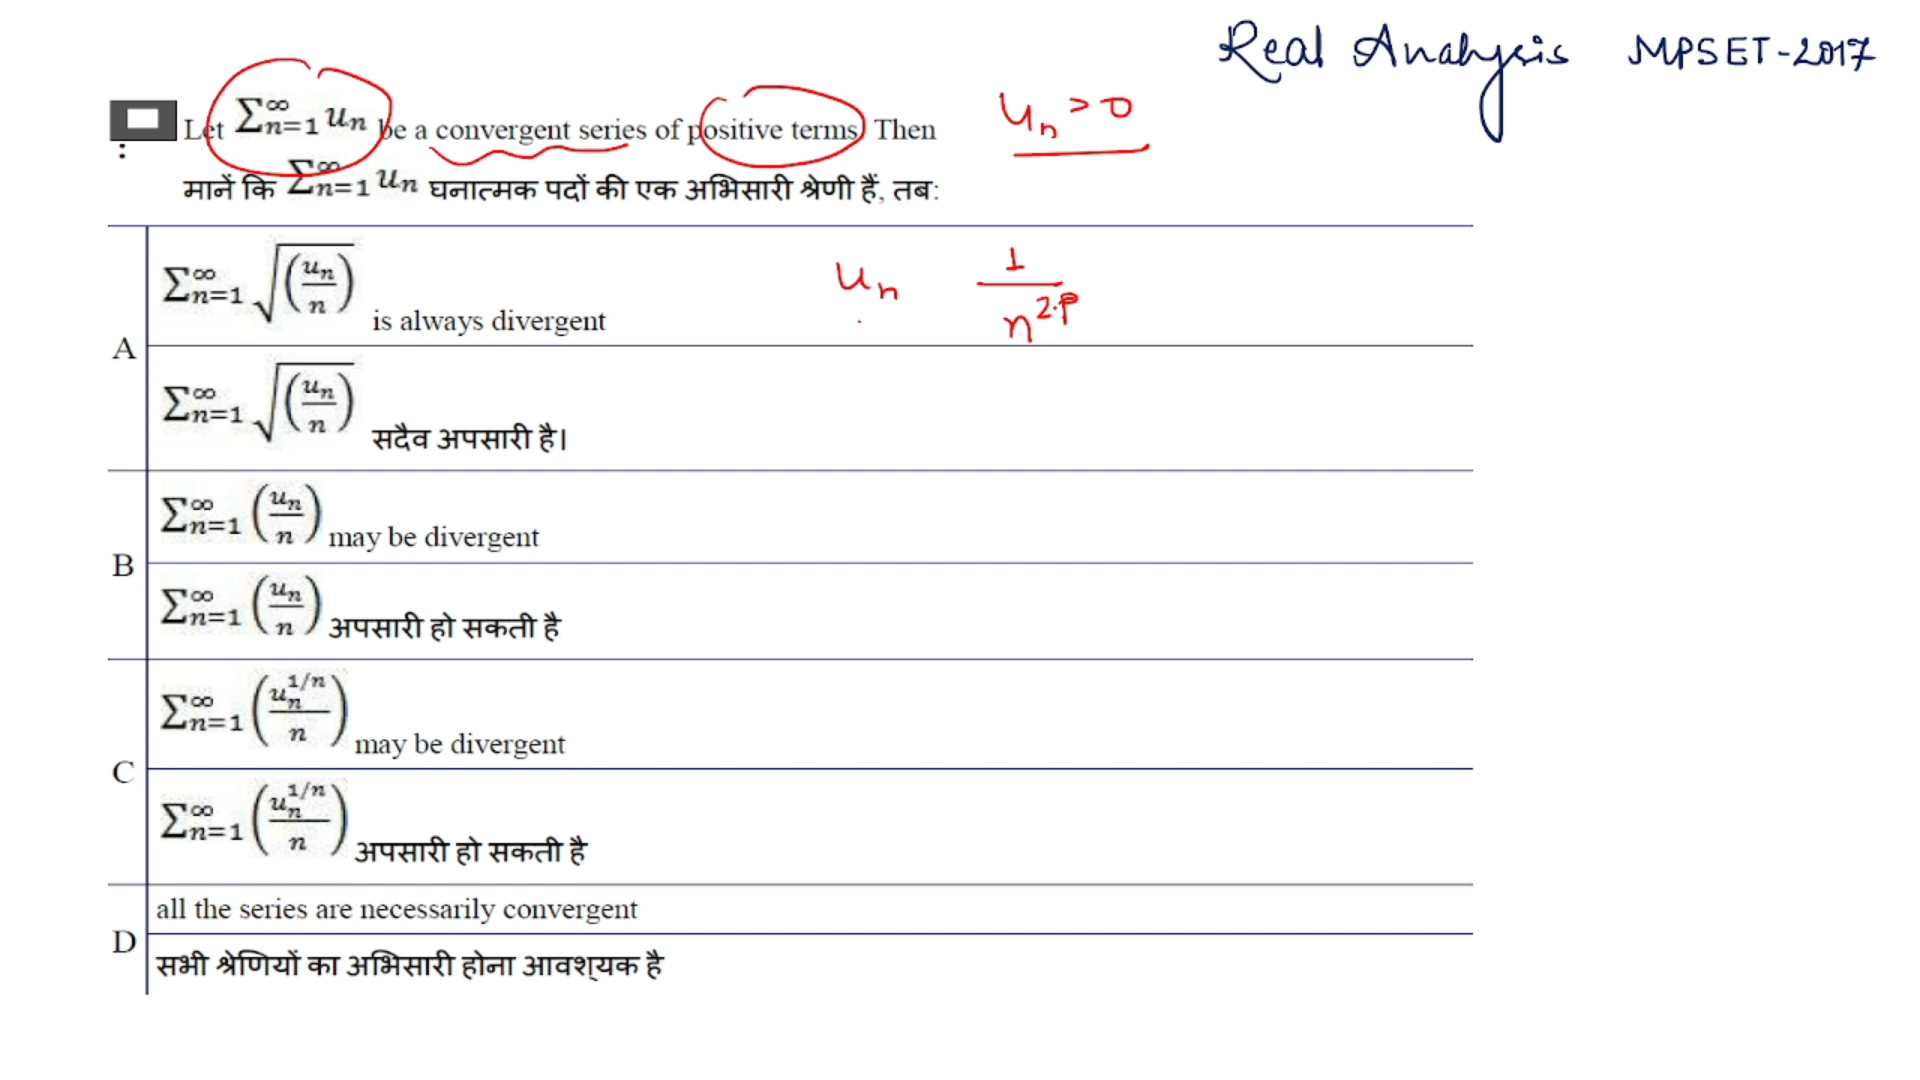 Real Analysis MPSET-2017
Let ∑_{n=1}^∞ u_n be a convergent series of positive terms. Then
u_n > 0
मानें कि ∑_{n=1}^∞ u_n घनात्मक पदों की एक अभिसारी श्रेणी हैं, तब:
A
∑_{n=1}^∞ √(u_n/n) is always divergent
u_n 1/n^{2·p}
∑_{n=1}^∞ √(u_n/n) सदैव अपसारी है।
B
∑_{n=1}^∞ (u_n/n) may be divergent
∑_{n=1}^∞ (u_n/n) अपसारी हो सकती है
C
∑_{n=1}^∞ (u_n^{1/n}/n) may be divergent
∑_{n=1}^∞ (u_n^{1/n}/n) अपसारी हो सकती है
D
all the series are necessarily convergent
सभी श्रेणियों का अभिसारी होना आवश्यक है